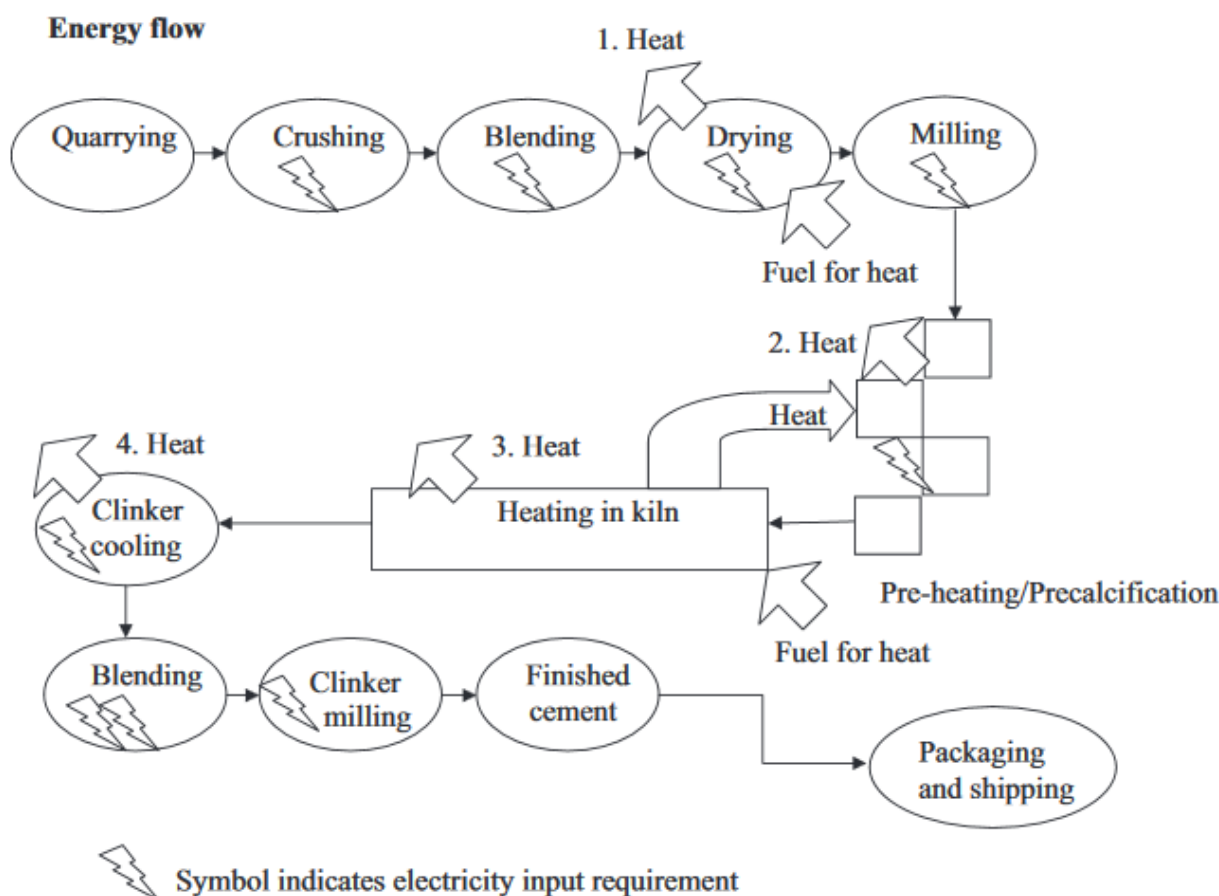 Energy flow
1. Heat
Quarrying
Crushing
Blending
Drying
Milling
Fuel for heat
2. Heat
Heat
4. Heat
3. Heat
Clinker
cooling
Heating in kiln
Pre-heating/Precalcification
Fuel for heat
Blending
Clinker
milling
Finished
cement
Packaging
and shipping
Symbol indicates electricity input requirement